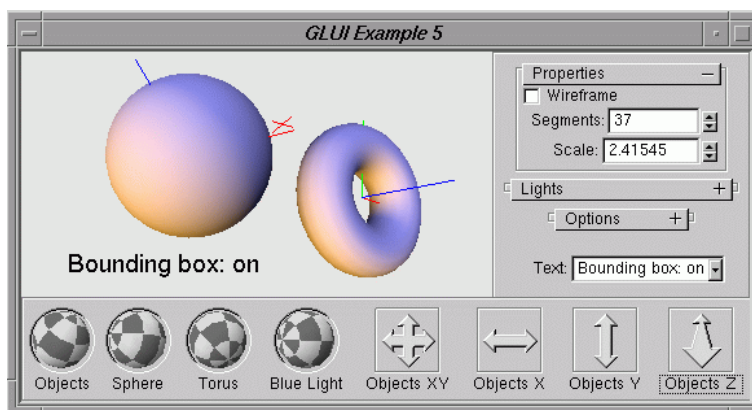 GLUI Example 5
Properties
Wireframe
Segments: 37
Scale: 2.41545
Lights
Options
Text: Bounding box: on
Bounding box: on
Objects
Sphere
Torus
Blue Light
Objects XY
Objects X
Objects Y
Objects Z